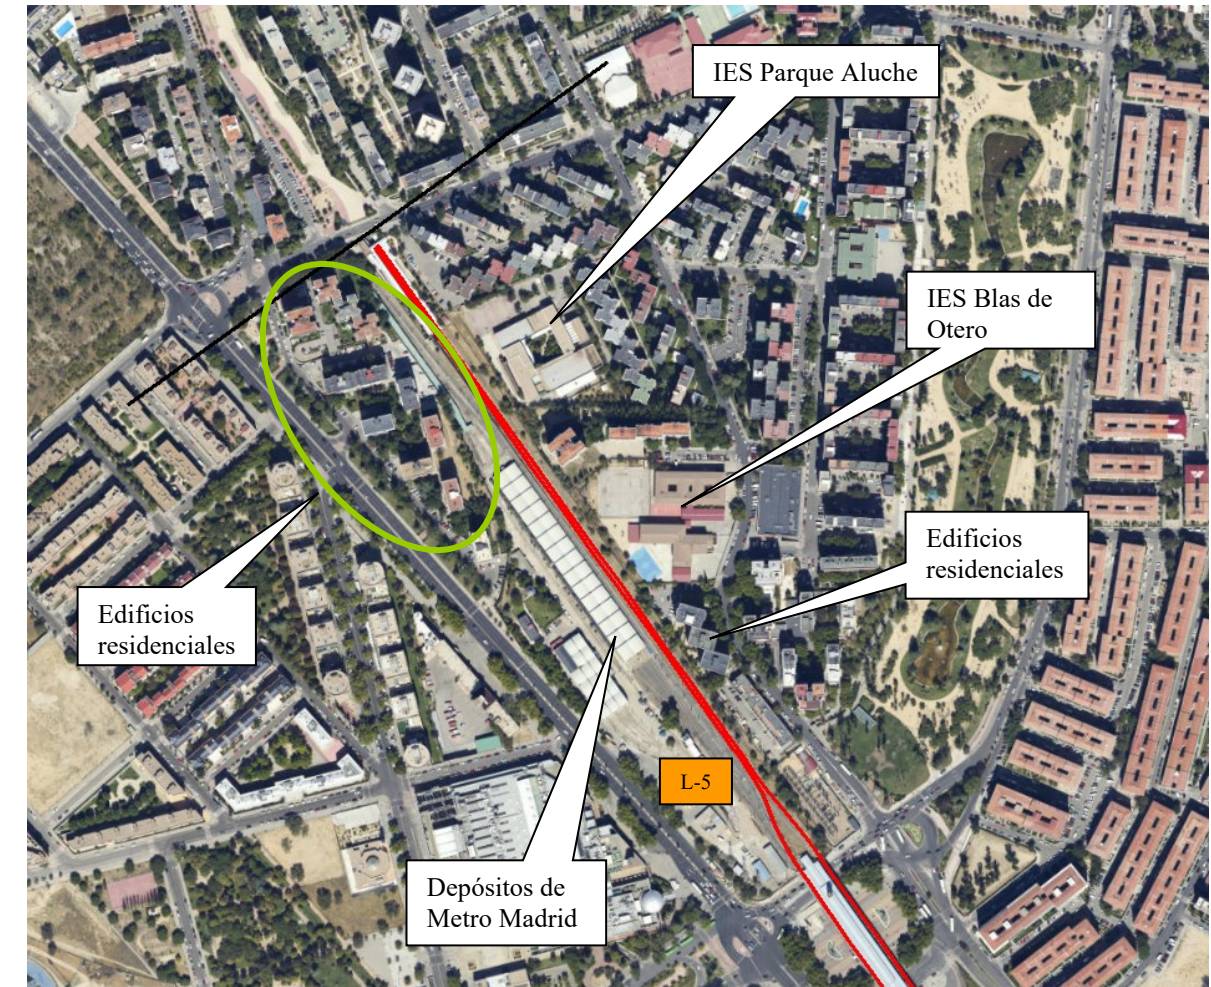 IES Parque Aluche
IES Blas de
Otero
Edificios
residenciales
Edificios
residenciales
L-5
Depósitos de
Metro Madrid